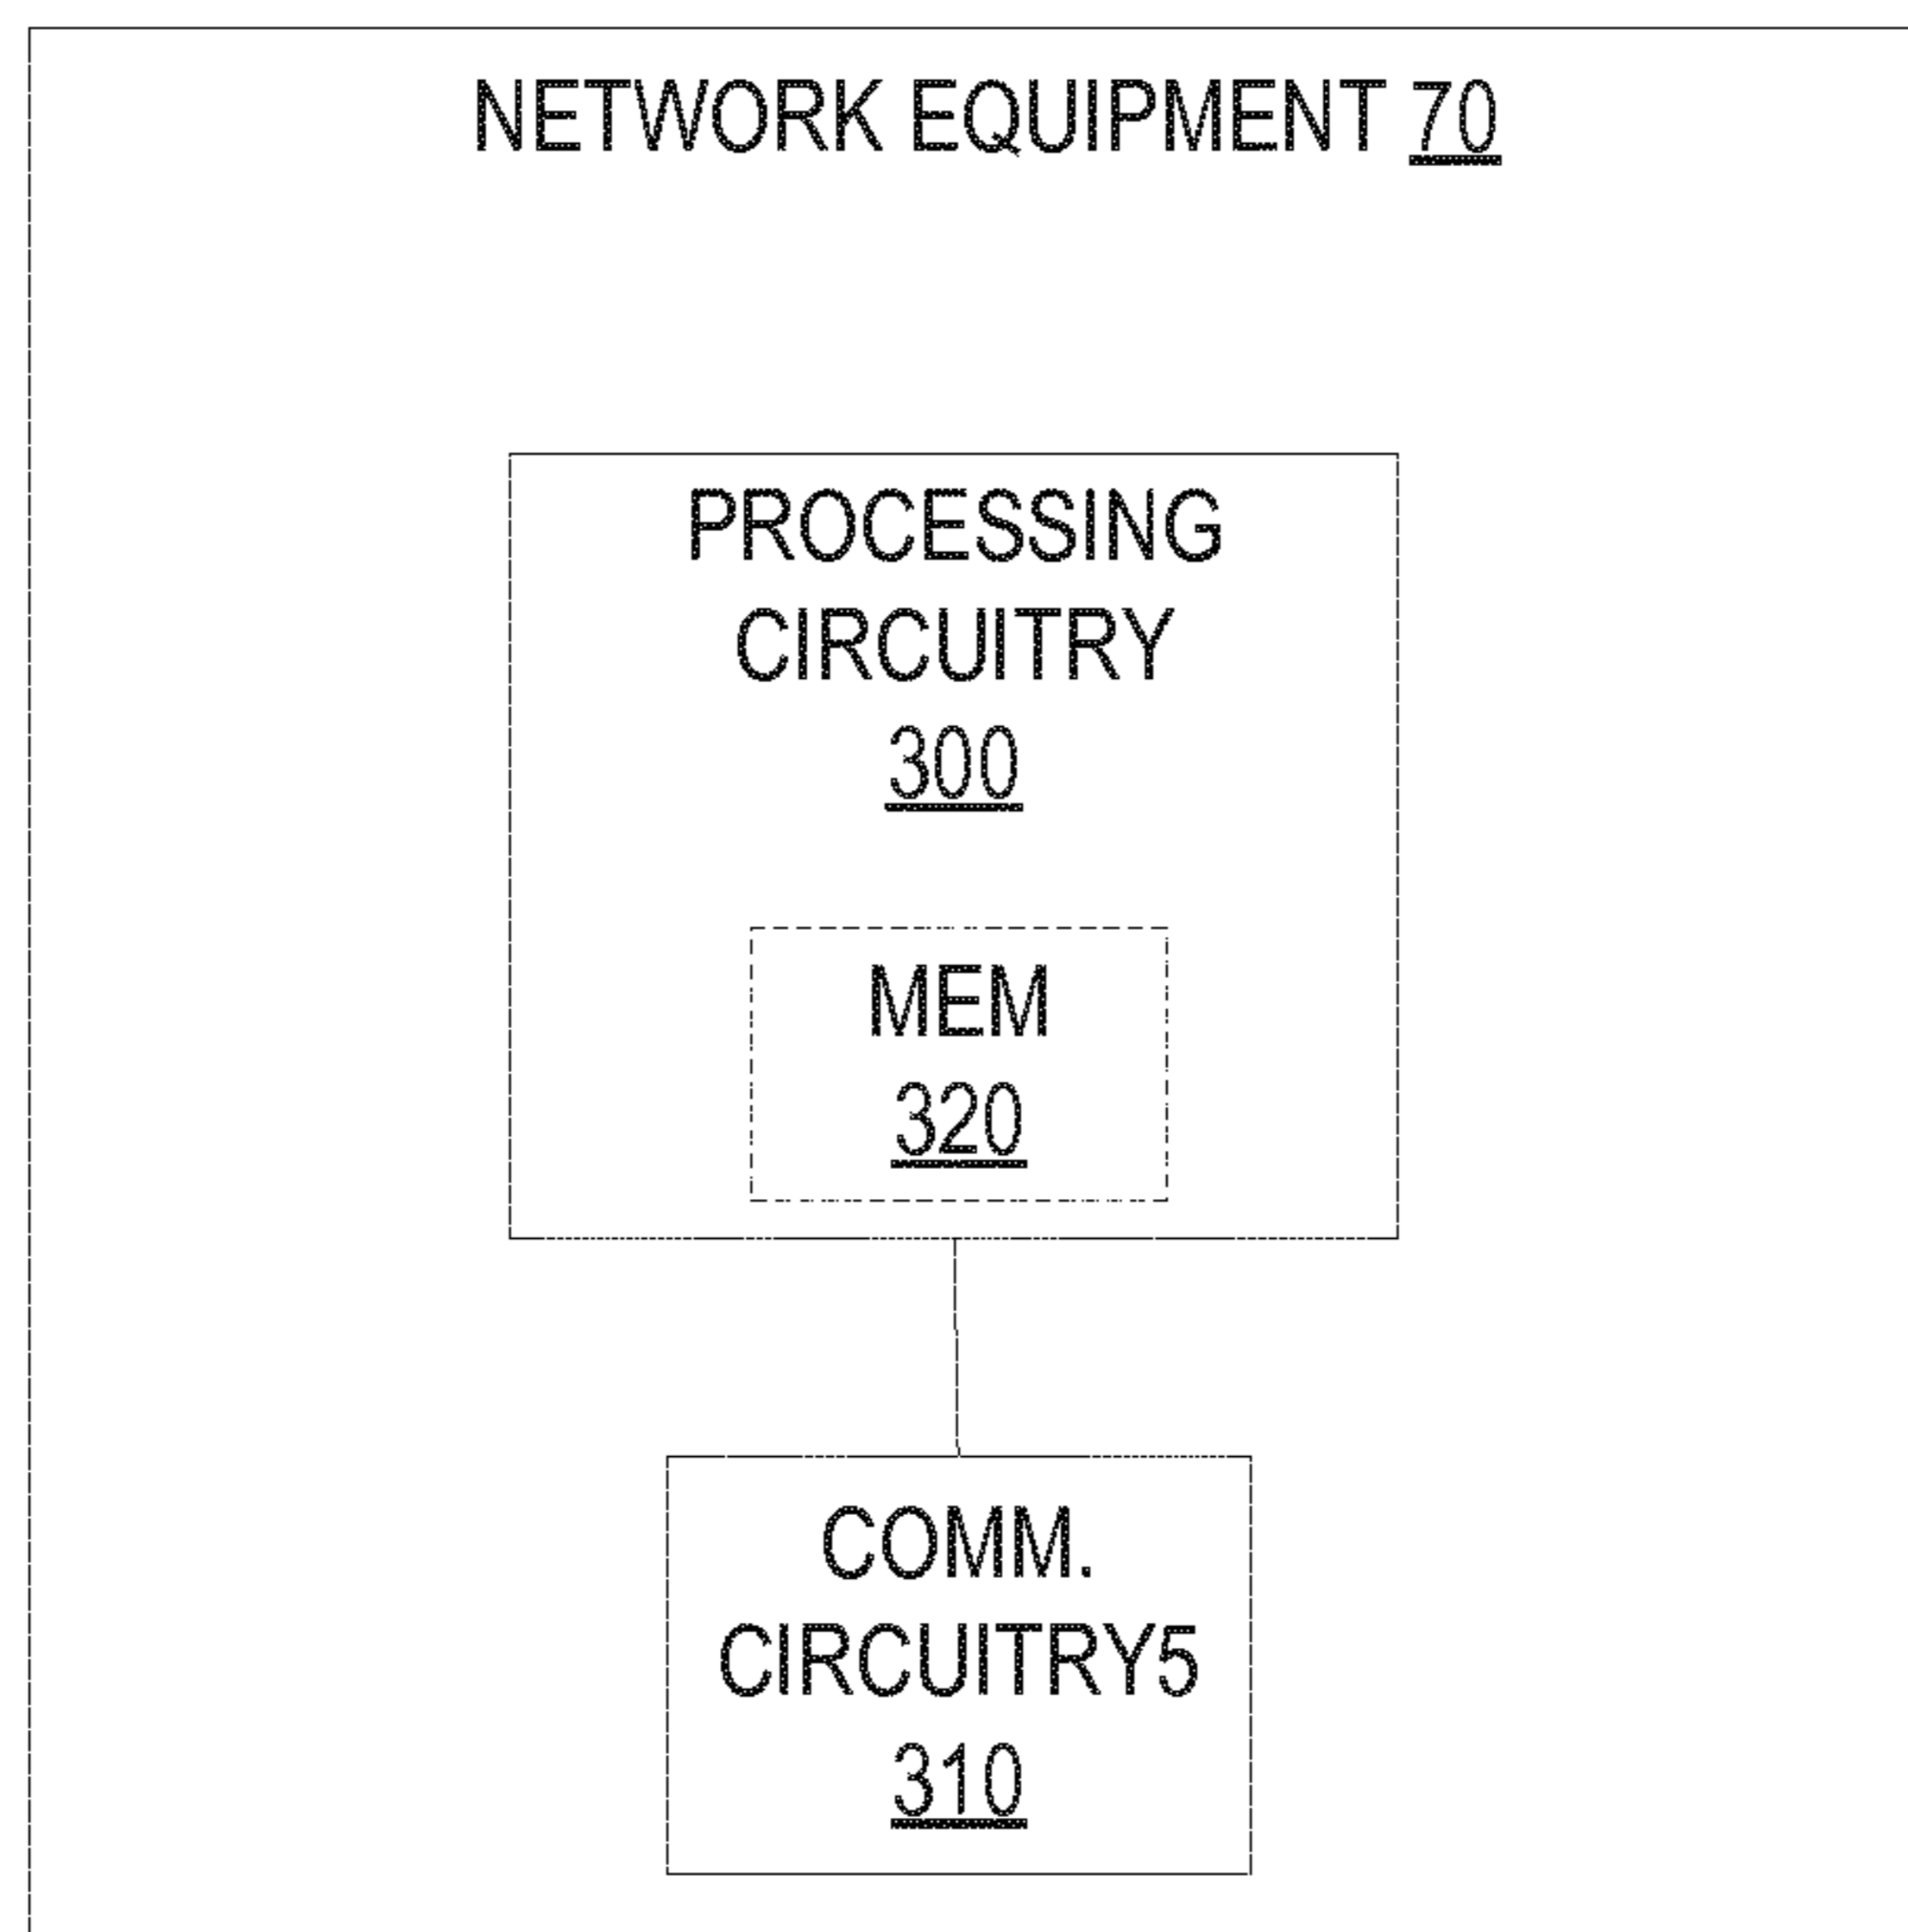 NETWORK EQUIPMENT 70
PROCESSING
CIRCUITRY
300
MEM
320
COMM.
CIRCUITRY5
310